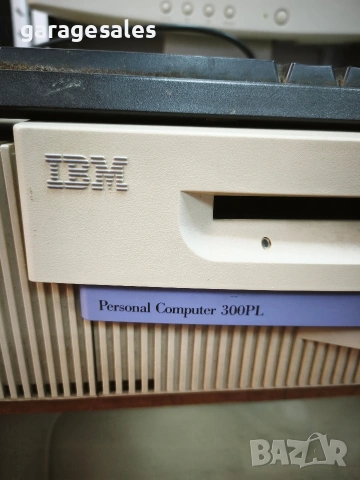 garagesales
IBM
Personal Computer 300PL
BAZAR